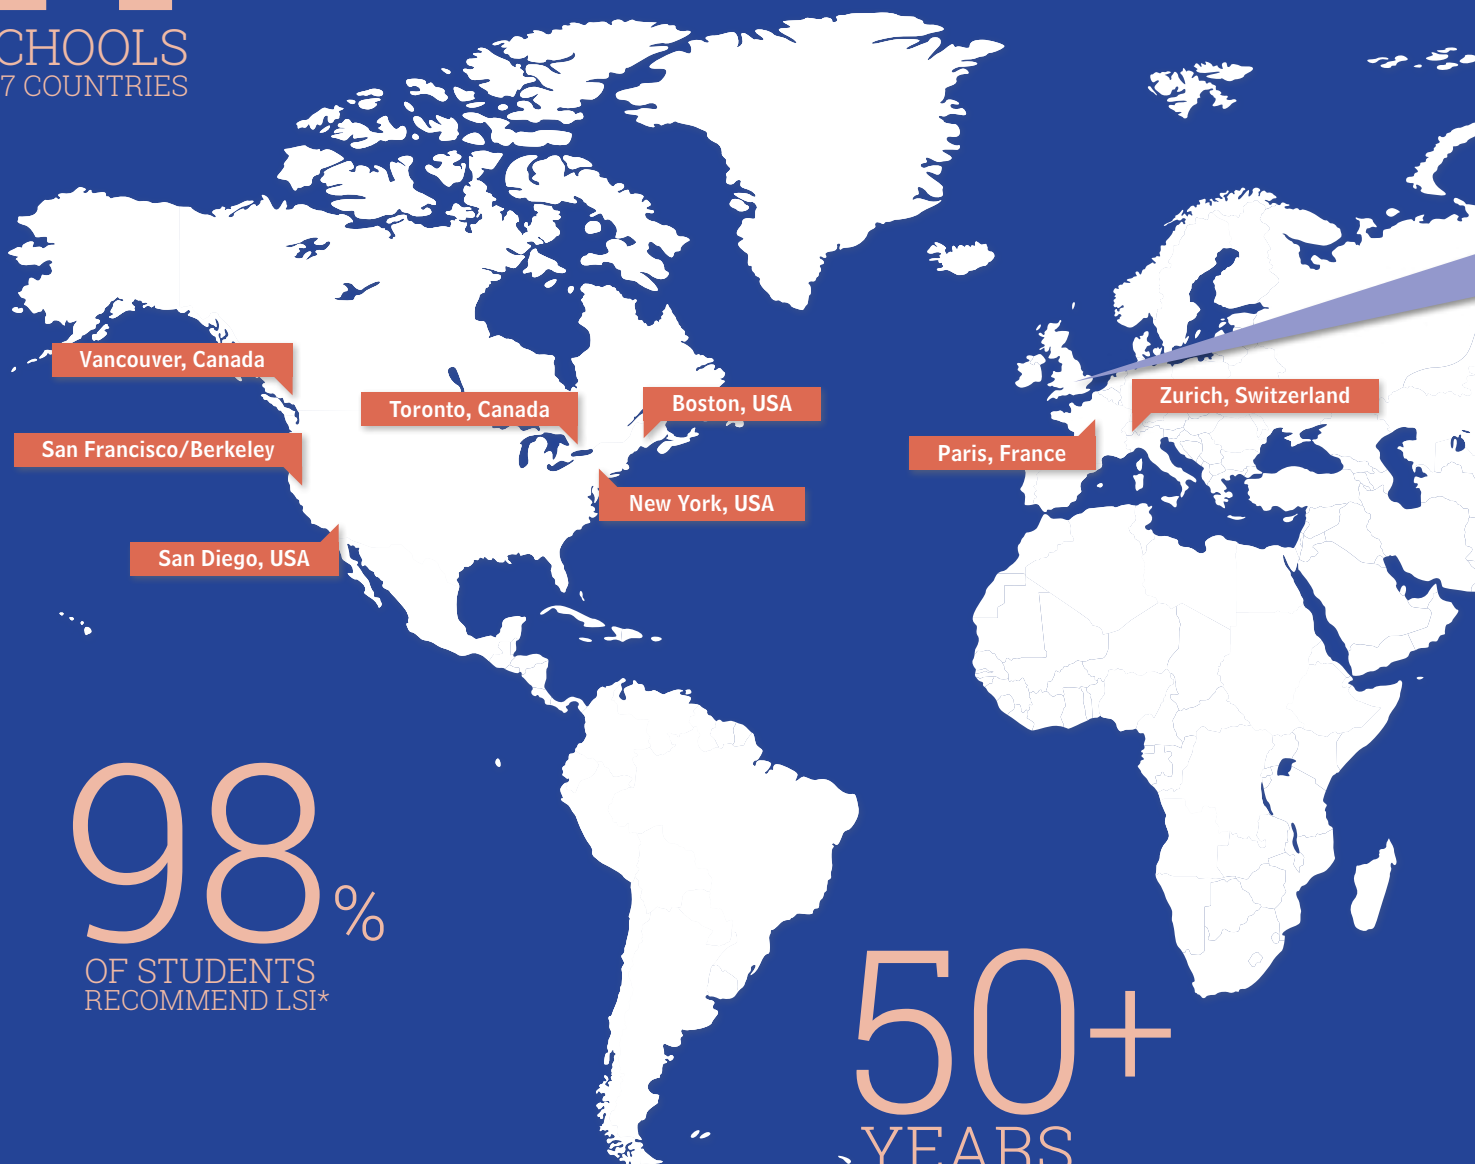 CHOOLS
7 COUNTRIES
Vancouver, Canada
Toronto, Canada
Boston, USA
Zurich, Switzerland
San Francisco/Berkeley
Paris, France
New York, USA
San Diego, USA
98%
OF STUDENTS
RECOMMEND LSI*
50+
YEARS